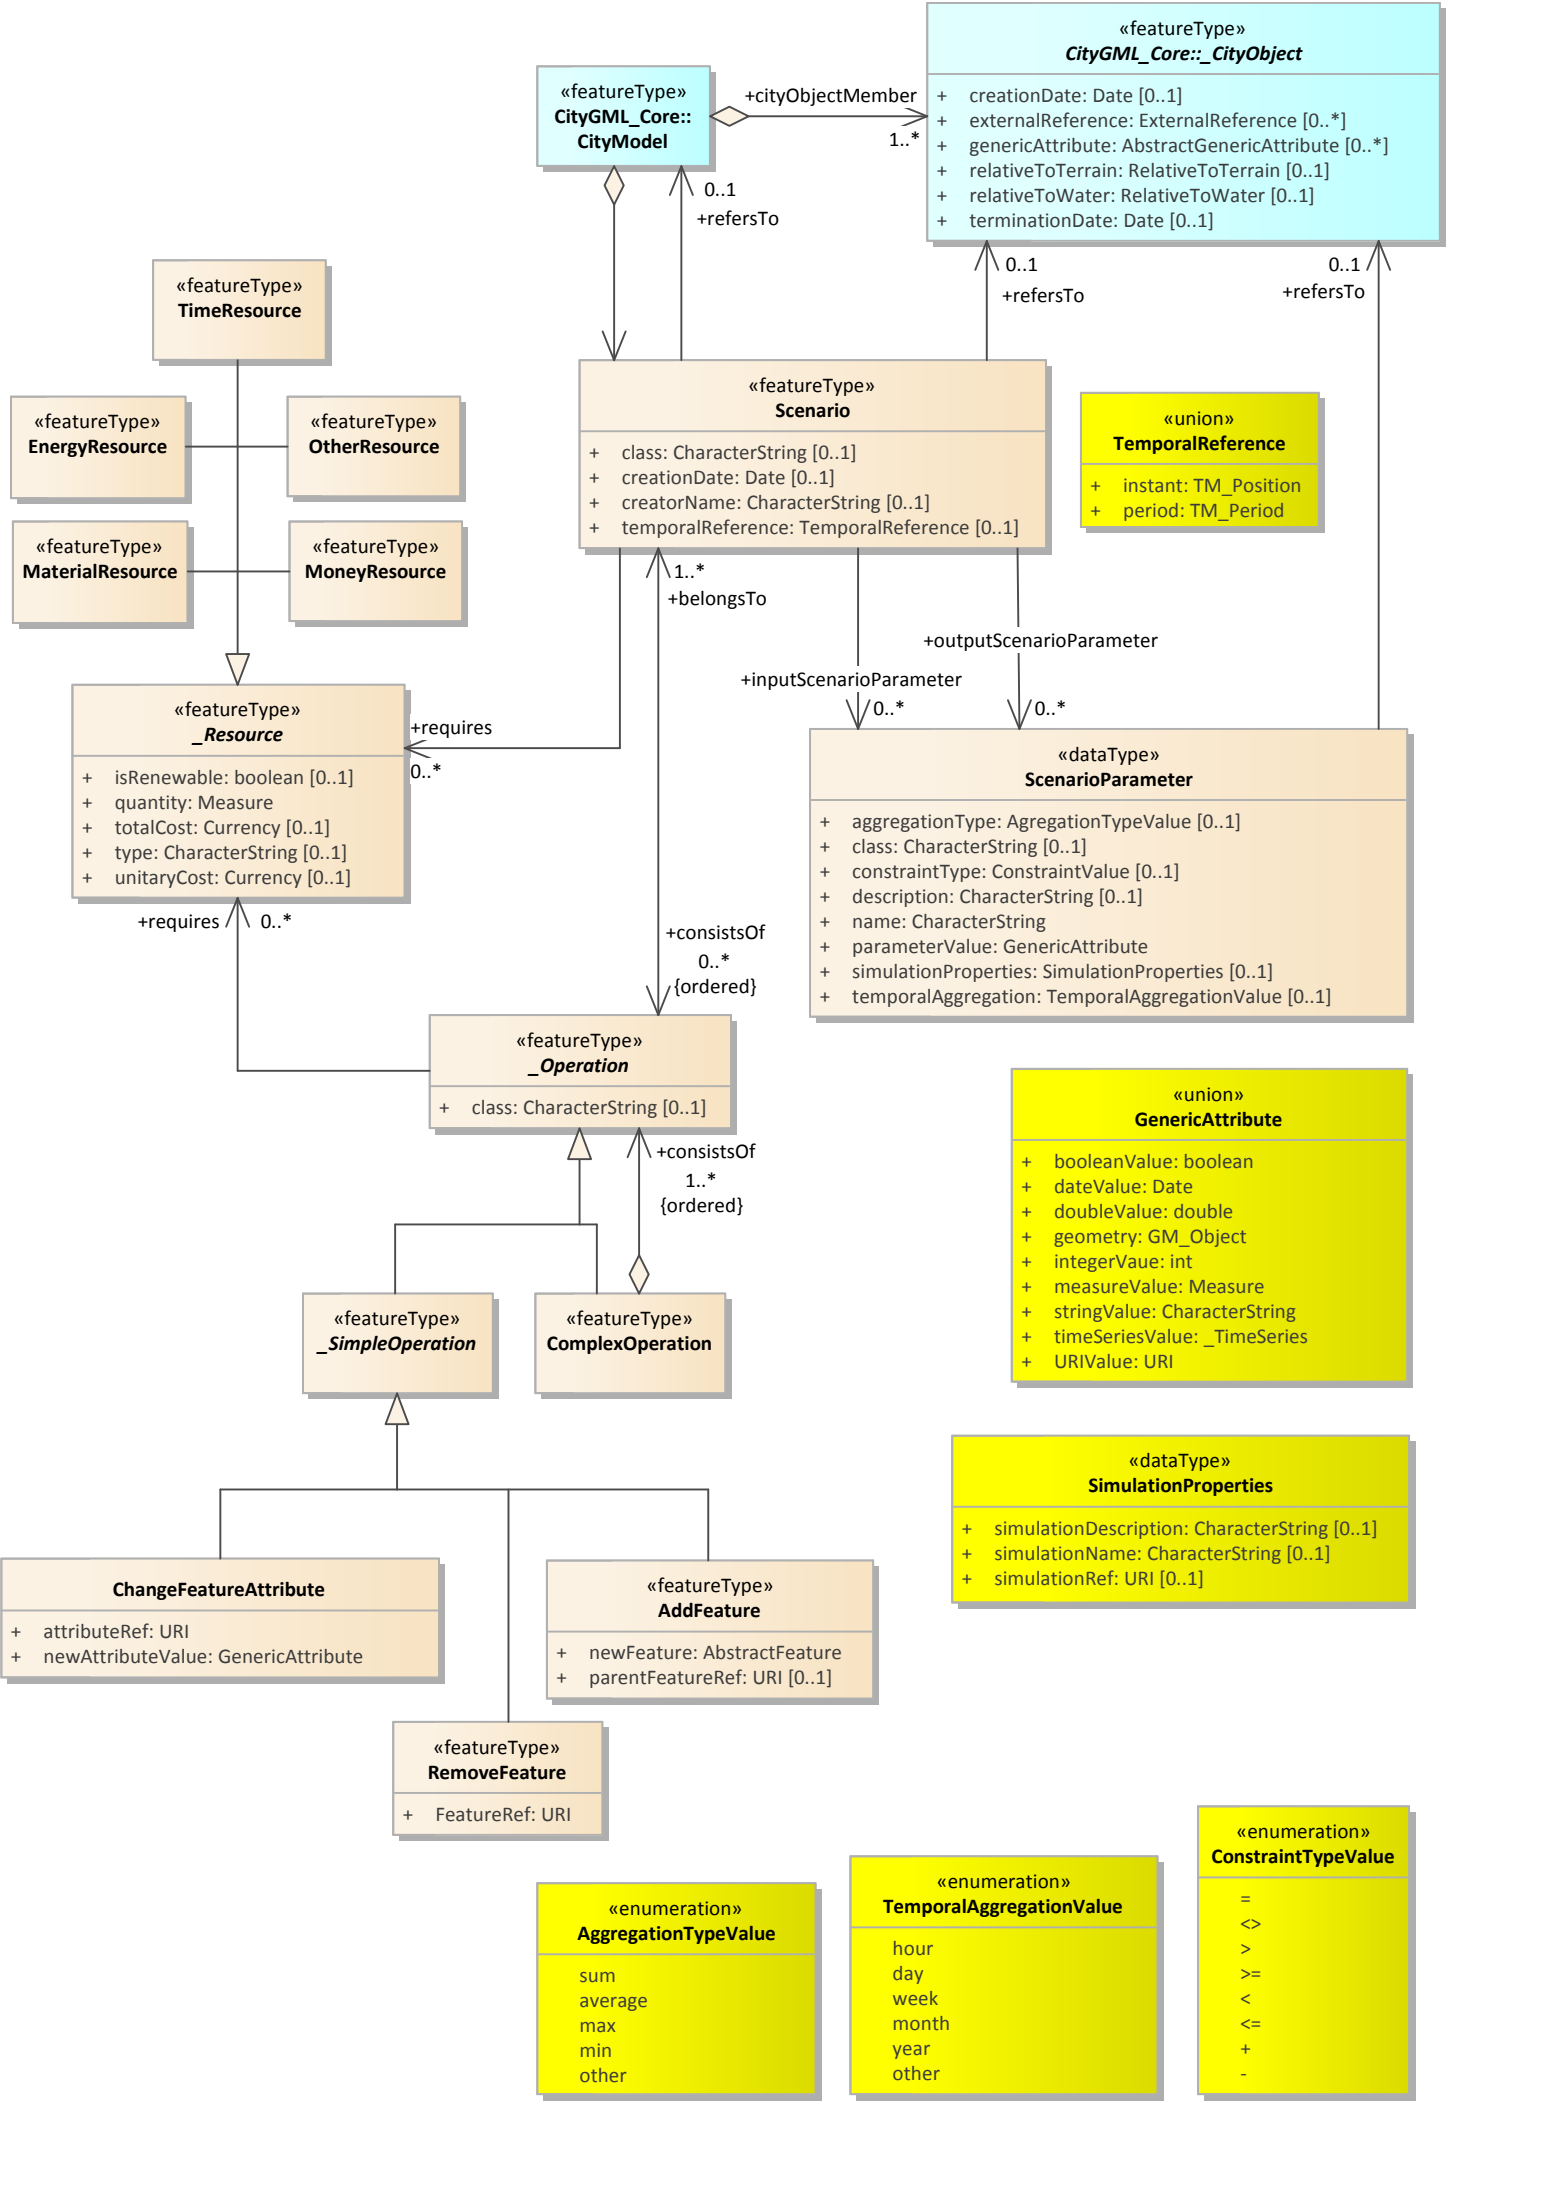 «featureType»
CityGML_Core::_CityObject
+ creationDate: Date [0..1]
+ externalReference: ExternalReference [0..*]
+ genericAttribute: AbstractGenericAttribute [0..*]
+ relativeToTerrain: RelativeToTerrain [0..1]
+ relativeToWater: RelativeToWater [0..1]
+ terminationDate: Date [0..1]
«featureType»
CityGML_Core::
CityModel
+cityObjectMember
1..*
0..1
+refersTo
0..1
+refersTo
0..1
+refersTo
«featureType»
TimeResource
«featureType»
EnergyResource
«featureType»
OtherResource
«featureType»
MaterialResource
«featureType»
MoneyResource
«featureType»
Scenario
+ class: CharacterString [0..1]
+ creationDate: Date [0..1]
+ creatorName: CharacterString [0..1]
+ temporalReference: TemporalReference [0..1]
«union»
TemporalReference
+ instant: TM_Position
+ period: TM_Period
1..*
+belongsTo
+outputScenarioParameter
+inputScenarioParameter
0..*
0..*
«featureType»
_Resource
+ isRenewable: boolean [0..1]
+ quantity: Measure
+ totalCost: Currency [0..1]
+ type: CharacterString [0..1]
+ unitaryCost: Currency [0..1]
+requires
0..*
+requires
0..*
«dataType»
ScenarioParameter
+ aggregationType: AgregationTypeValue [0..1]
+ class: CharacterString [0..1]
+ constraintType: ConstraintValue [0..1]
+ description: CharacterString [0..1]
+ name: CharacterString
+ parameterValue: GenericAttribute
+ simulationProperties: SimulationProperties [0..1]
+ temporalAggregation: TemporalAggregationValue [0..1]
+consistsOf
0..*
{ordered}
«featureType»
_Operation
+ class: CharacterString [0..1]
+consistsOf
1..*
{ordered}
«union»
GenericAttribute
+ booleanValue: boolean
+ dateValue: Date
+ doubleValue: double
+ geometry: GM_Object
+ integerVaue: int
+ measureValue: Measure
+ stringValue: CharacterString
+ timeSeriesValue: _TimeSeries
+ URIValue: URI
«featureType»
_SimpleOperation
«featureType»
ComplexOperation
«dataType»
SimulationProperties
+ simulationDescription: CharacterString [0..1]
+ simulationName: CharacterString [0..1]
+ simulationRef: URI [0..1]
ChangeFeatureAttribute
+ attributeRef: URI
+ newAttributeValue: GenericAttribute
«featureType»
AddFeature
+ newFeature: AbstractFeature
+ parentFeatureRef: URI [0..1]
«featureType»
RemoveFeature
+ FeatureRef: URI
«enumeration»
AggregationTypeValue
sum
average
max
min
other
«enumeration»
TemporalAggregationValue
hour
day
week
month
year
other
«enumeration»
ConstraintTypeValue
=
<>
>
>=
<
<=
+
-